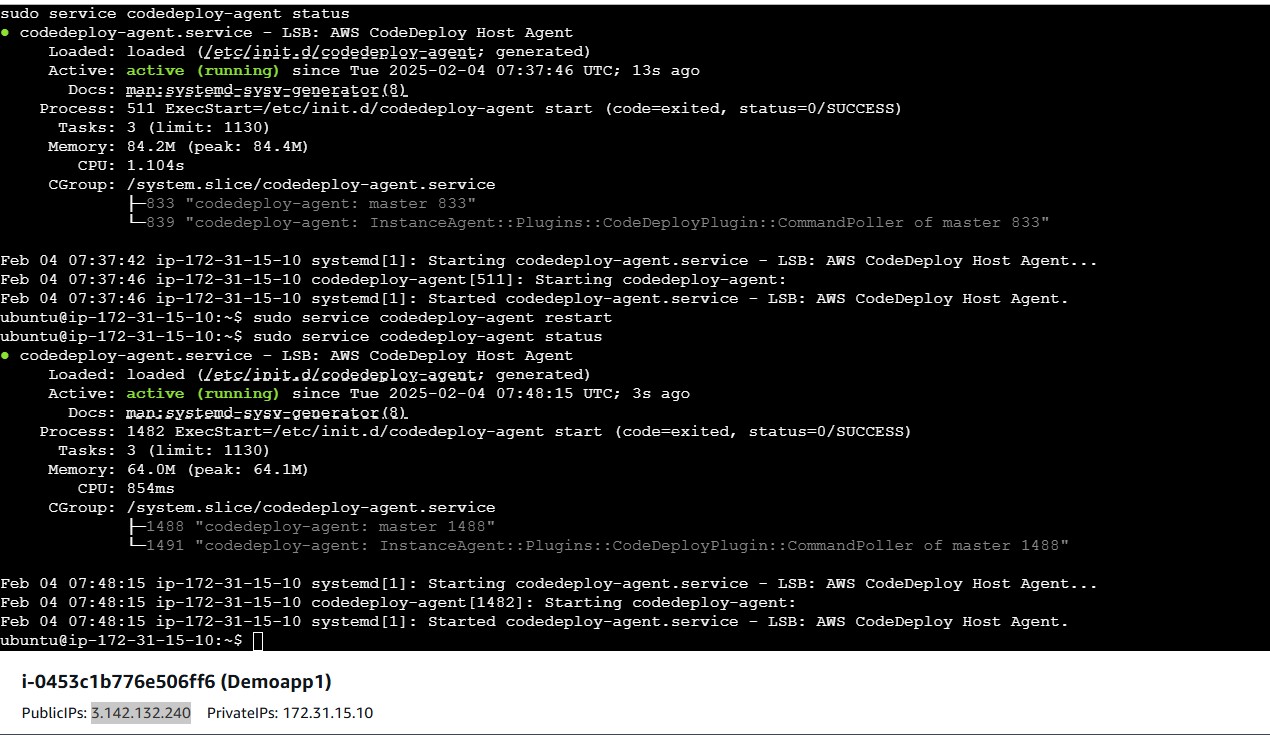 sudo service codedeploy-agent status
● codedeploy-agent.service - LSB: AWS CodeDeploy Host Agent
     Loaded: loaded (/etc/init.d/codedeploy-agent; generated)
     Active: active (running) since Tue 2025-02-04 07:37:46 UTC; 13s ago
       Docs: man:systemd-sysv-generator(8)
    Process: 511 ExecStart=/etc/init.d/codedeploy-agent start (code=exited, status=0/SUCCESS)
      Tasks: 3 (limit: 1130)
     Memory: 84.2M (peak: 84.4M)
        CPU: 1.104s
     CGroup: /system.slice/codedeploy-agent.service
             ├─833 "codedeploy-agent: master 833"
             └─839 "codedeploy-agent: InstanceAgent::Plugins::CodeDeployPlugin::CommandPoller of master 833"
Feb 04 07:37:42 ip-172-31-15-10 systemd[1]: Starting codedeploy-agent.service - LSB: AWS CodeDeploy Host Agent...
Feb 04 07:37:46 ip-172-31-15-10 codedeploy-agent[511]: Starting codedeploy-agent:
Feb 04 07:37:46 ip-172-31-15-10 systemd[1]: Started codedeploy-agent.service - LSB: AWS CodeDeploy Host Agent.
ubuntu@ip-172-31-15-10:~$ sudo service codedeploy-agent restart
ubuntu@ip-172-31-15-10:~$ sudo service codedeploy-agent status
● codedeploy-agent.service - LSB: AWS CodeDeploy Host Agent
     Loaded: loaded (/etc/init.d/codedeploy-agent; generated)
     Active: active (running) since Tue 2025-02-04 07:48:15 UTC; 3s ago
       Docs: man:systemd-sysv-generator(8)
    Process: 1482 ExecStart=/etc/init.d/codedeploy-agent start (code=exited, status=0/SUCCESS)
      Tasks: 3 (limit: 1130)
     Memory: 64.0M (peak: 64.1M)
        CPU: 854ms
     CGroup: /system.slice/codedeploy-agent.service
             ├─1488 "codedeploy-agent: master 1488"
             └─1491 "codedeploy-agent: InstanceAgent::Plugins::CodeDeployPlugin::CommandPoller of master 1488"
Feb 04 07:48:15 ip-172-31-15-10 systemd[1]: Starting codedeploy-agent.service - LSB: AWS CodeDeploy Host Agent...
Feb 04 07:48:15 ip-172-31-15-10 codedeploy-agent[1482]: Starting codedeploy-agent:
Feb 04 07:48:15 ip-172-31-15-10 systemd[1]: Started codedeploy-agent.service - LSB: AWS CodeDeploy Host Agent.
ubuntu@ip-172-31-15-10:~$
i-0453c1b776e506ff6 (Demoapp1)
PublicIPs: 3.142.132.240 PrivateIPs: 172.31.15.10